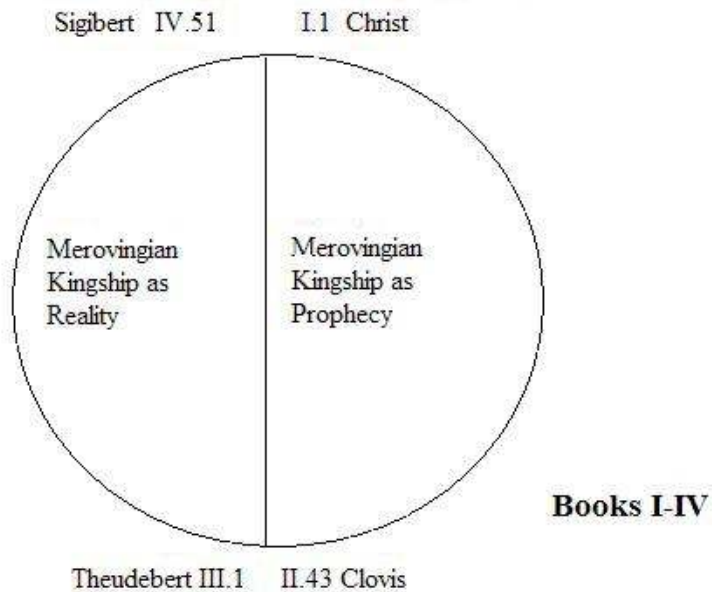 Sigibert IV.51 I.1 Christ
Merovingian
Kingship as
Reality
Merovingian
Kingship as
Prophecy
Books I-IV
Theudebert III.1 II.43 Clovis